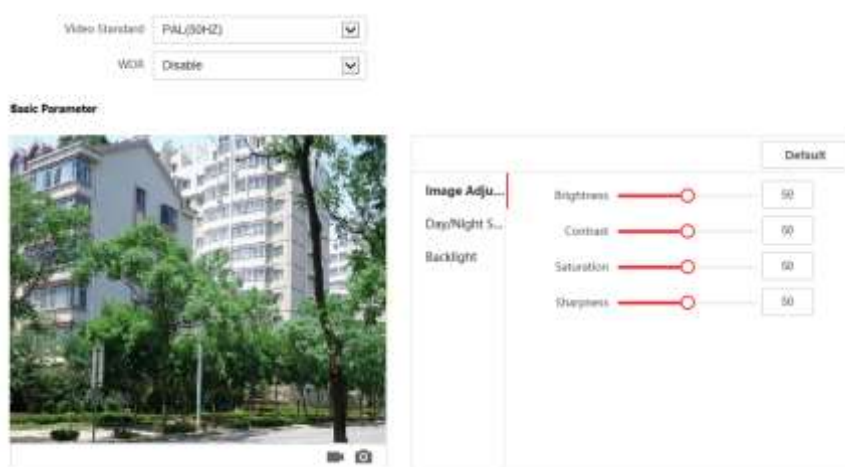 Video Standard PAL(50HZ)
WDR Disable
Basic Parameter
Default
Image Adju...
Day/Night S...
Backlight
Brightness 50
Contrast 50
Saturation 50
Sharpness 50